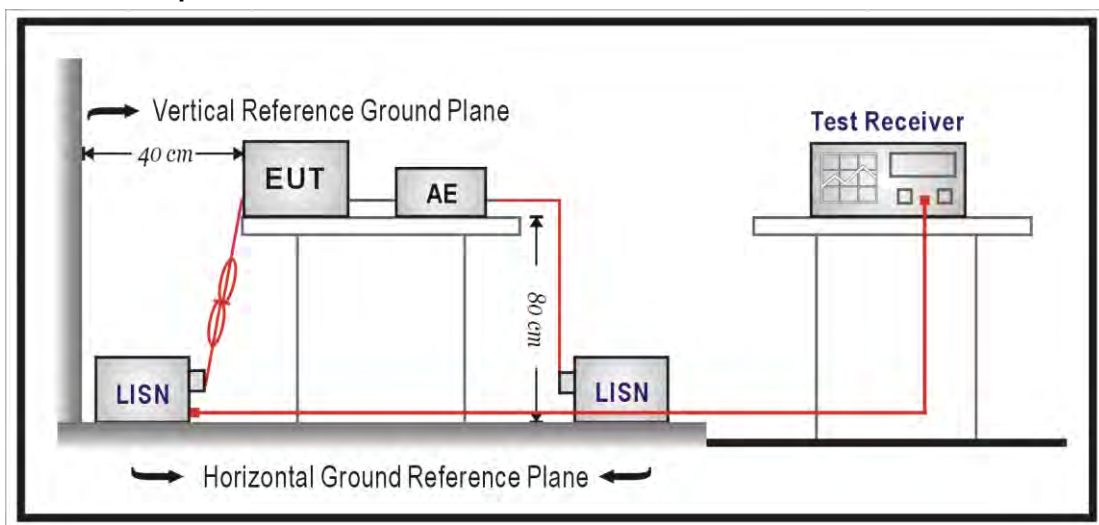 Vertical Reference Ground Plane
40 cm
EUT
AE
Test Receiver
80 cm
LISN
LISN
Horizontal Ground Reference Plane